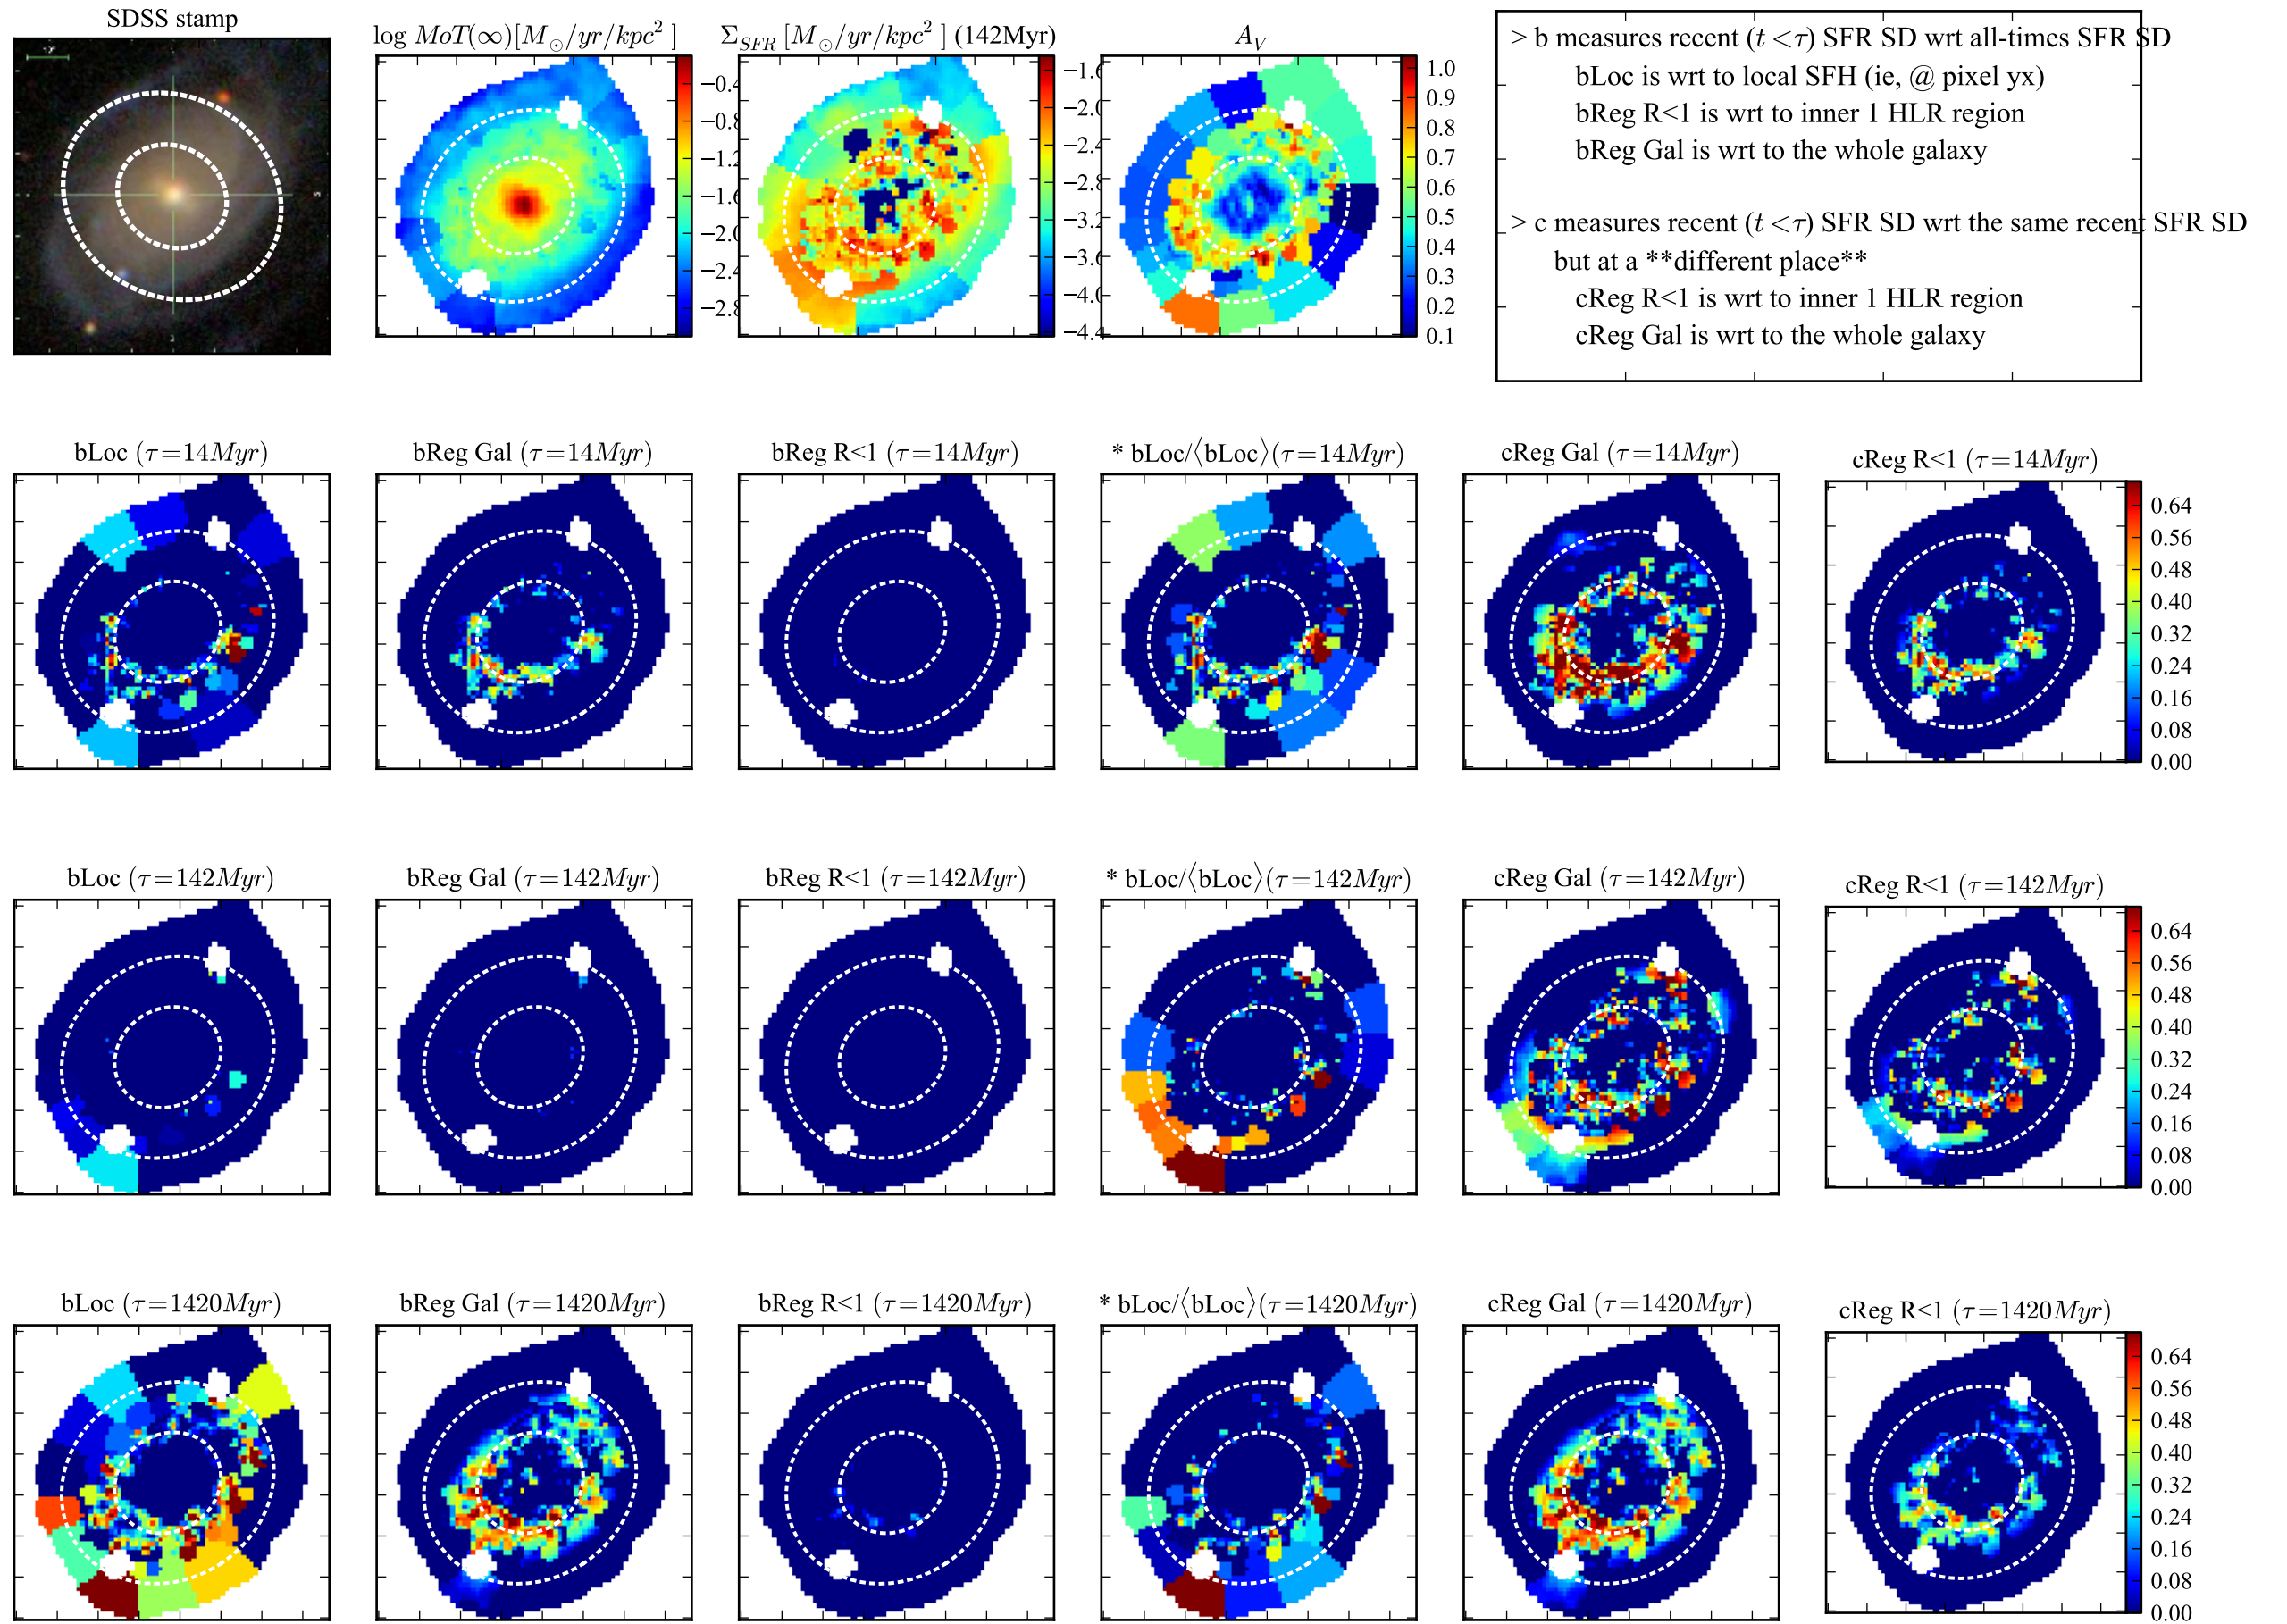 SDSS stamp
log MoT(∞)[M⊙/yr/kpc² ]
Σ_SFR [M⊙/yr/kpc² ] (142Myr)
A_V
−0.4
−0.8
−1.2
−1.6
−2.0
−2.4
−2.8
−1.6
−2.0
−2.4
−2.8
−3.2
−3.6
−4.0
−4.4
1.0
0.9
0.8
0.7
0.6
0.5
0.4
0.3
0.2
0.1
> b measures recent (t <τ) SFR SD wrt all-times SFR SD
bLoc is wrt to local SFH (ie, @ pixel yx)
bReg R<1 is wrt to inner 1 HLR region
bReg Gal is wrt to the whole galaxy
> c measures recent (t <τ) SFR SD wrt the same recent SFR SD
but at a **different place**
cReg R<1 is wrt to inner 1 HLR region
cReg Gal is wrt to the whole galaxy
bLoc (τ=14Myr)
bReg Gal (τ=14Myr)
bReg R<1 (τ=14Myr)
* bLoc/⟨bLoc⟩(τ=14Myr)
cReg Gal (τ=14Myr)
cReg R<1 (τ=14Myr)
0.64
0.56
0.48
0.40
0.32
0.24
0.16
0.08
0.00
bLoc (τ=142Myr)
bReg Gal (τ=142Myr)
bReg R<1 (τ=142Myr)
* bLoc/⟨bLoc⟩(τ=142Myr)
cReg Gal (τ=142Myr)
cReg R<1 (τ=142Myr)
0.64
0.56
0.48
0.40
0.32
0.24
0.16
0.08
0.00
bLoc (τ=1420Myr)
bReg Gal (τ=1420Myr)
bReg R<1 (τ=1420Myr)
* bLoc/⟨bLoc⟩(τ=1420Myr)
cReg Gal (τ=1420Myr)
cReg R<1 (τ=1420Myr)
0.64
0.56
0.48
0.40
0.32
0.24
0.16
0.08
0.00